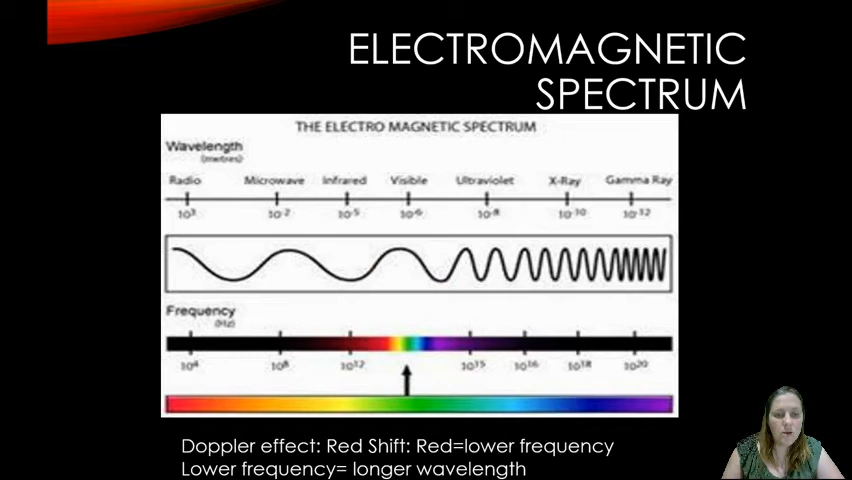 ELECTROMAGNETIC
SPECTRUM
THE ELECTRO MAGNETIC SPECTRUM
Wavelength
(metres)
Radio Microwave Infrared Visible Ultraviolet X-Ray Gamma Ray
10³ 10⁻² 10⁻⁵ 10⁻⁶ 10⁻⁸ 10⁻¹⁰ 10⁻¹²
Frequency
(Hz)
10⁴ 10⁸ 10¹² 10¹⁵ 10¹⁶ 10¹⁸ 10²⁰
Doppler effect: Red Shift: Red=lower frequency
Lower frequency= longer wavelength